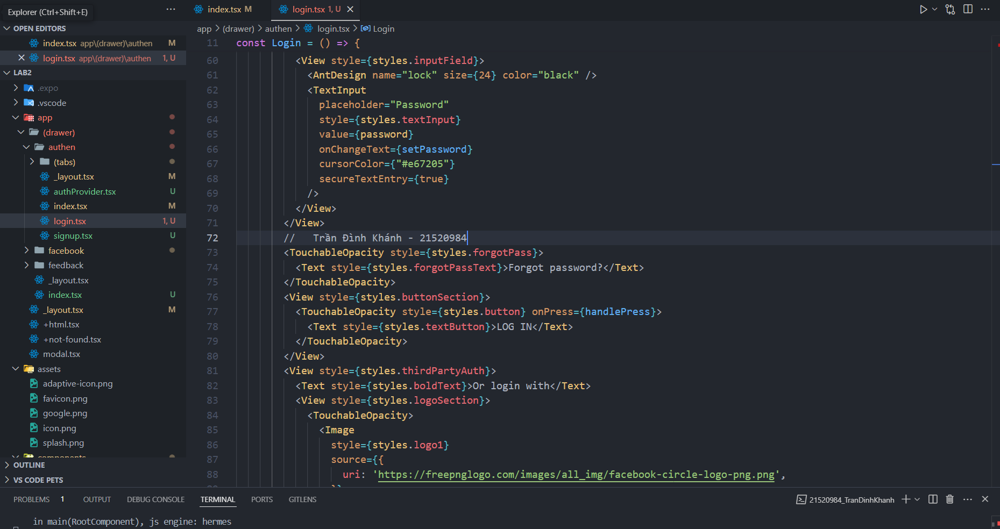 Explorer (Ctrl+Shift+E)
···
index.tsx M
login.tsx 1, U
OPEN EDITORS
index.tsx app\(drawer)\authen M
login.tsx app\(drawer)\authen 1, U
LAB2
.expo
.vscode
app
(drawer)
authen
(tabs)
_layout.tsx M
authProvider.tsx U
index.tsx M
login.tsx 1, U
signup.tsx U
facebook
feedback
_layout.tsx
index.tsx U
_layout.tsx M
+html.tsx
+not-found.tsx
modal.tsx
assets
adaptive-icon.png
favicon.png
google.png
icon.png
splash.png
components
OUTLINE
VS CODE PETS
app > (drawer) > authen > login.tsx > Login
11 const Login = () => {
60 <View style={styles.inputField}>
61 <AntDesign name="lock" size={24} color="black" />
62 <TextInput
63 placeholder="Password"
64 style={styles.textInput}
65 value={password}
66 onChangeText={setPassword}
67 cursorColor={"#e67205"}
68 secureTextEntry={true}
69 />
70 </View>
71 </View>
72 // Trần Đình Khánh - 21520984
73 <TouchableOpacity style={styles.forgotPass}>
74 <Text style={styles.forgotPassText}>Forgot password?</Text>
75 </TouchableOpacity>
76 <View style={styles.buttonSection}>
77 <TouchableOpacity style={styles.button} onPress={handlePress}>
78 <Text style={styles.textButton}>LOG IN</Text>
79 </TouchableOpacity>
80 </View>
81 <View style={styles.thirdPartyAuth}>
82 <Text style={styles.boldText}>Or login with</Text>
83 <View style={styles.logoSection}>
84 <TouchableOpacity>
85 <Image
86 style={styles.logo1}
87 source={{
88 uri: 'https://freepnglogo.com/images/all_img/facebook-circle-logo-png.png',
PROBLEMS 1 OUTPUT DEBUG CONSOLE TERMINAL PORTS GITLENS
21520984_TranDinhKhanh
in main(RootComponent), js engine: hermes